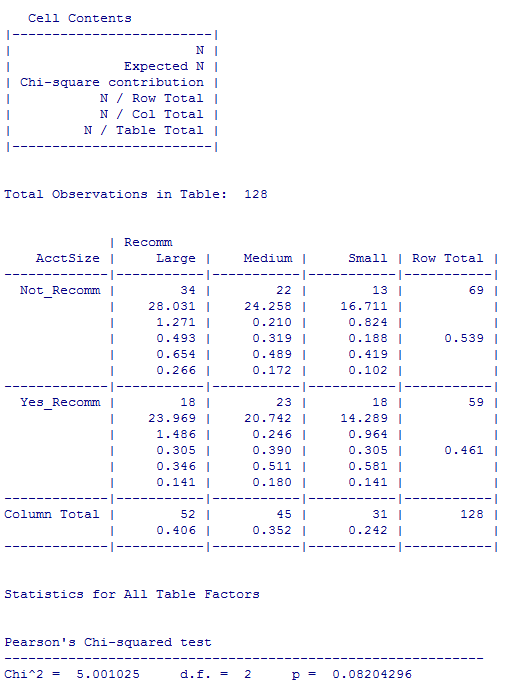 Cell Contents
|-------------------------|
|                       N |
|              Expected N |
| Chi-square contribution |
|           N / Row Total |
|           N / Col Total |
|         N / Table Total |
|-------------------------|
Total Observations in Table:  128
             | Recomm
    AcctSize |     Large |    Medium |     Small | Row Total |
-------------|-----------|-----------|-----------|-----------|
  Not_Recomm |        34 |        22 |        13 |        69 |
             |    28.031 |    24.258 |    16.711 |           |
             |     1.271 |     0.210 |     0.824 |           |
             |     0.493 |     0.319 |     0.188 |     0.539 |
             |     0.654 |     0.489 |     0.419 |           |
             |     0.266 |     0.172 |     0.102 |           |
-------------|-----------|-----------|-----------|-----------|
  Yes_Recomm |        18 |        23 |        18 |        59 |
             |    23.969 |    20.742 |    14.289 |           |
             |     1.486 |     0.246 |     0.964 |           |
             |     0.305 |     0.390 |     0.305 |     0.461 |
             |     0.346 |     0.511 |     0.581 |           |
             |     0.141 |     0.180 |     0.141 |           |
-------------|-----------|-----------|-----------|-----------|
Column Total |        52 |        45 |        31 |       128 |
             |     0.406 |     0.352 |     0.242 |           |
-------------|-----------|-----------|-----------|-----------|
Statistics for All Table Factors
Pearson's Chi-squared test
------------------------------------------------------------
Chi^2 =  5.001025     d.f. =  2     p =  0.08204296